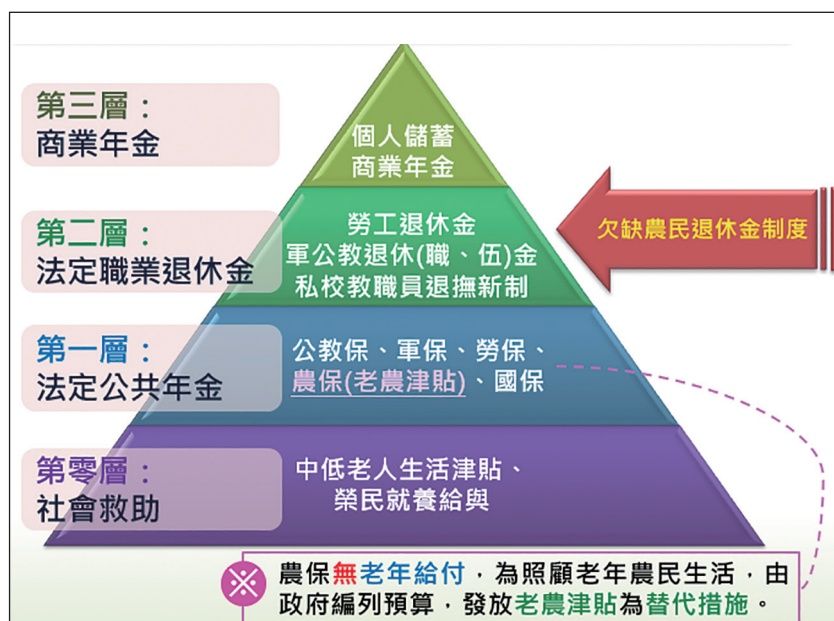 第三層：
商業年金
個人儲蓄
商業年金
第二層：
法定職業退休金
勞工退休金
軍公教退休(職、伍)金
私校教職員退撫新制
欠缺農民退休金制度
第一層：
法定公共年金
公教保、軍保、勞保、
農保(老農津貼)、國保
第零層：
社會救助
中低老人生活津貼、
榮民就養給與
※
農保無老年給付，為照顧老年農民生活，由
政府編列預算，發放老農津貼為替代措施。